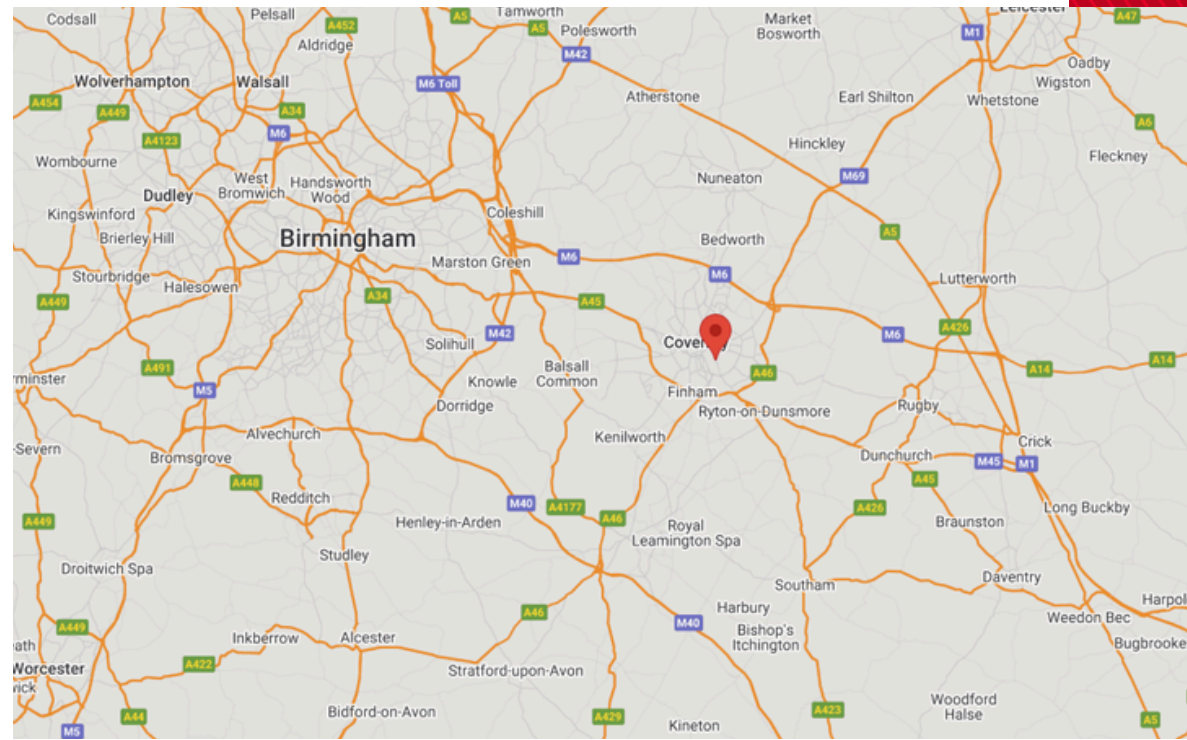 Codsall
Pelsall
A452
A5
Tamworth
A5
Polesworth
Market
Bosworth
Leicester
A47
M1
Aldridge
M42
Oadby
Wolverhampton
Walsall
M6 Toll
Wigston
A454
A449
A34
Atherstone
Earl Shilton
Whetstone
A4123
M6
A6
Hinckley
Wombourne
Fleckney
West
Bromwich
Handsworth
Wood
Nuneaton
M69
Dudley
Kingswinford
Coleshill
Brierley Hill
Birmingham
Bedworth
A5
Marston Green
M6
M6
Stourbridge
Halesowen
Lutterworth
A449
A34
A45
M42
Solihull
Coven
M6
A426
A14
A14
A491
Balsall
Common
A46
rminster
M5
Knowle
Finham
Dorridge
Ryton-on-Dunsmore
Rugby
Alvechurch
Kenilworth
Crick
-Severn
Bromsgrove
Dunchurch
M45
M1
A448
A45
Redditch
M40
A4177
A426
Long Buckby
A449
Henley-in-Arden
A46
Royal
Leamington Spa
Braunston
Studley
Droitwich Spa
Southam
Daventry
A46
Harbury
Harpol
A449
M40
Weedon Bec
Inkberrow
Alcester
Bishop's
Itchington
Bugbrooke
ath
Worcester
A422
Stratford-upon-Avon
wick
Woodford
Halse
A44
Bidford-on-Avon
A429
Kineton
A423
A5
M5